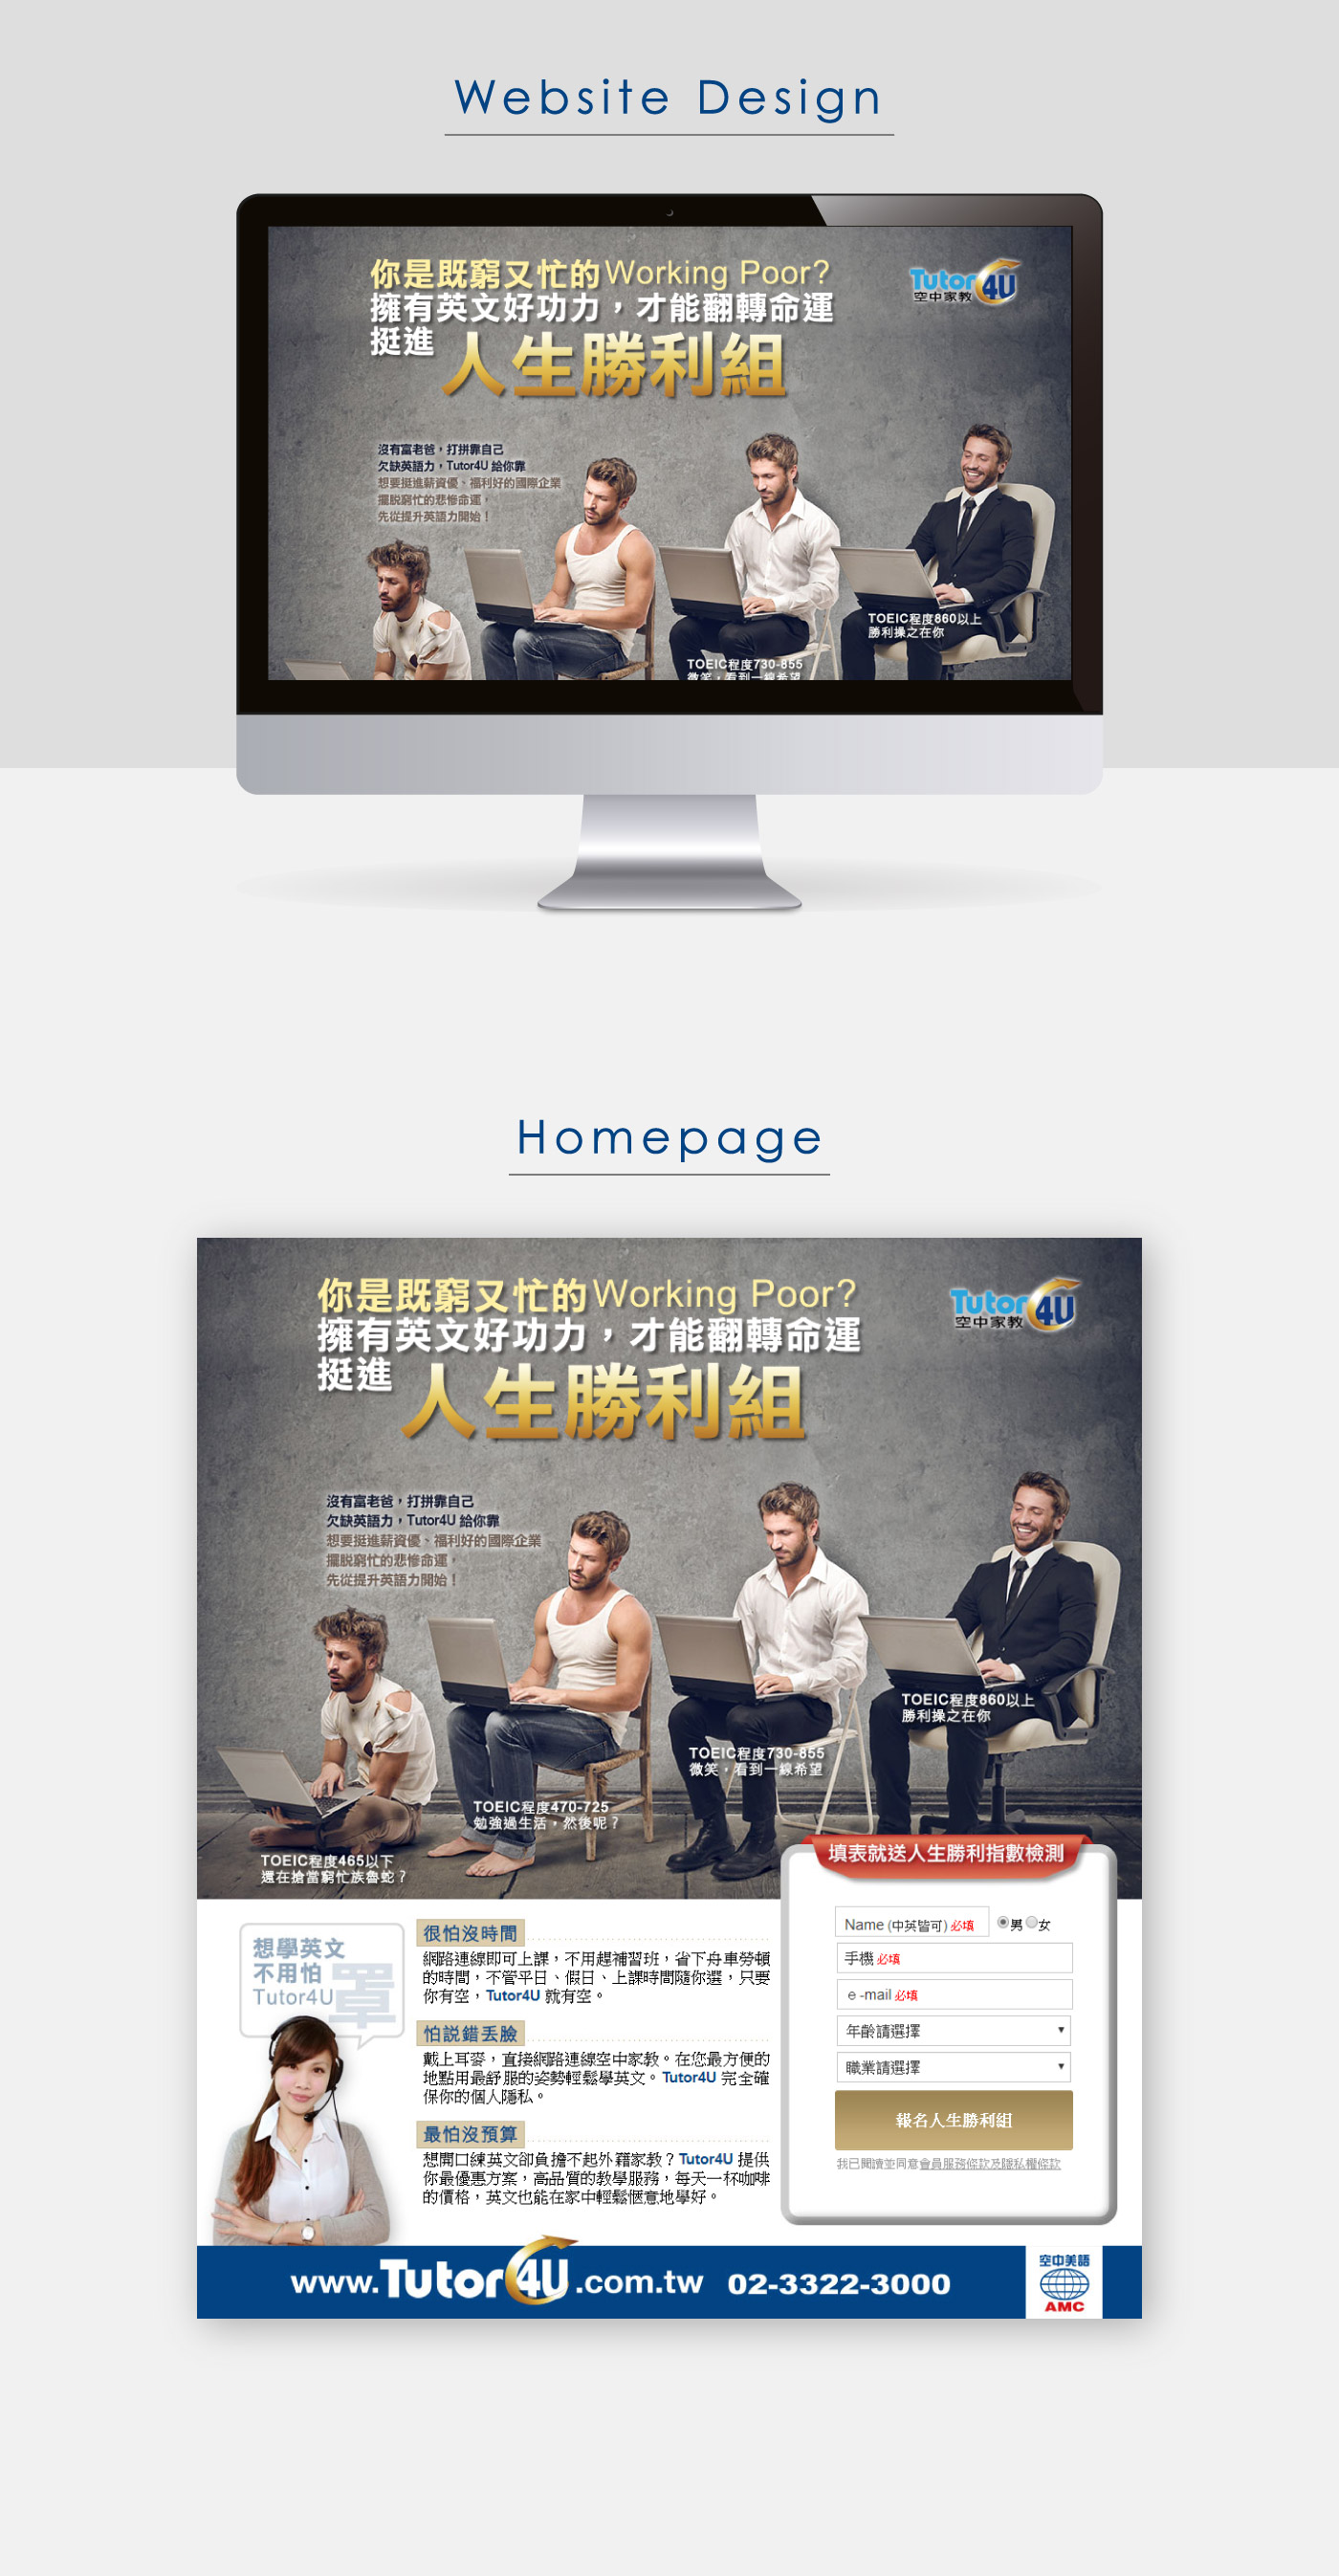 Website Design
你是既窮又忙的Working Poor?
擁有英文好功力，才能翻轉命運
挺進
人生勝利組
Tutor4U
空中家教
沒有富老爸，打拼靠自己
欠缺英語力，Tutor4U 給你靠
想要挺進薪資優、福利好的國際企業
擺脫窮忙的悲慘命運，
先從提升英語力開始！
TOEIC程度860以上
勝利操之在你
TOEIC程度730-855
微笑，看到一線希望
Homepage
你是既窮又忙的Working Poor?
擁有英文好功力，才能翻轉命運
挺進
人生勝利組
Tutor4U
空中家教
沒有富老爸，打拼靠自己
欠缺英語力，Tutor4U 給你靠
想要挺進薪資優、福利好的國際企業
擺脫窮忙的悲慘命運，
先從提升英語力開始！
TOEIC程度860以上
勝利操之在你
TOEIC程度730-855
微笑，看到一線希望
TOEIC程度470-725
勉強過生活，然後呢？
TOEIC程度465以下
還在搶當窮忙族魯蛇？
填表就送人生勝利指數檢測
Name (中英皆可) 必填 男 女
手機 必填
e -mail 必填
年齡請選擇
職業請選擇
報名人生勝利組
我已閱讀並同意會員服務條款及隱私權條款
想學英文
不用怕
Tutor4U罩
很怕沒時間
網路連線即可上課，不用趕補習班，省下舟車勞頓
的時間，不管平日、假日、上課時間隨你選，只要
你有空，Tutor4U 就有空。
怕説錯丟臉
戴上耳麥，直接網路連線空中家教。在您最方便的
地點用最舒服的姿勢輕鬆學英文。Tutor4U 完全確
保你的個人隱私。
最怕沒預算
想開口練英文卻負擔不起外籍家教？Tutor4U 提供
你最優惠方案，高品質的教學服務，每天一杯咖啡
的價格，英文也能在家中輕鬆愜意地學好。
www.Tutor4U.com.tw 02-3322-3000
空中美語
AMC